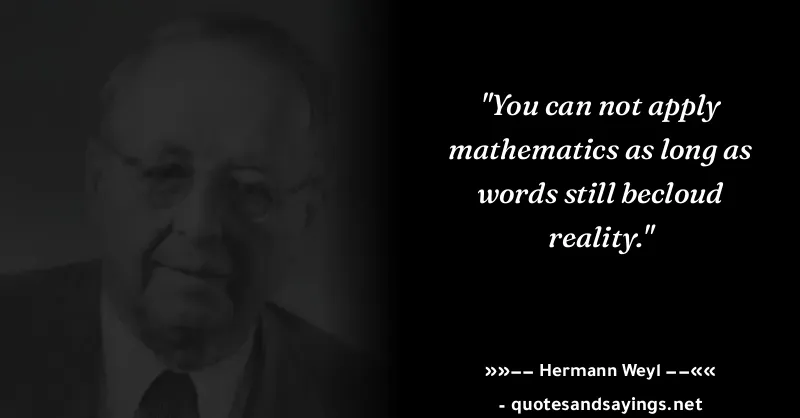 "You can not apply
mathematics as long as
words still becloud
reality."
»»−− Hermann Weyl −−««
- quotesandsayings.net